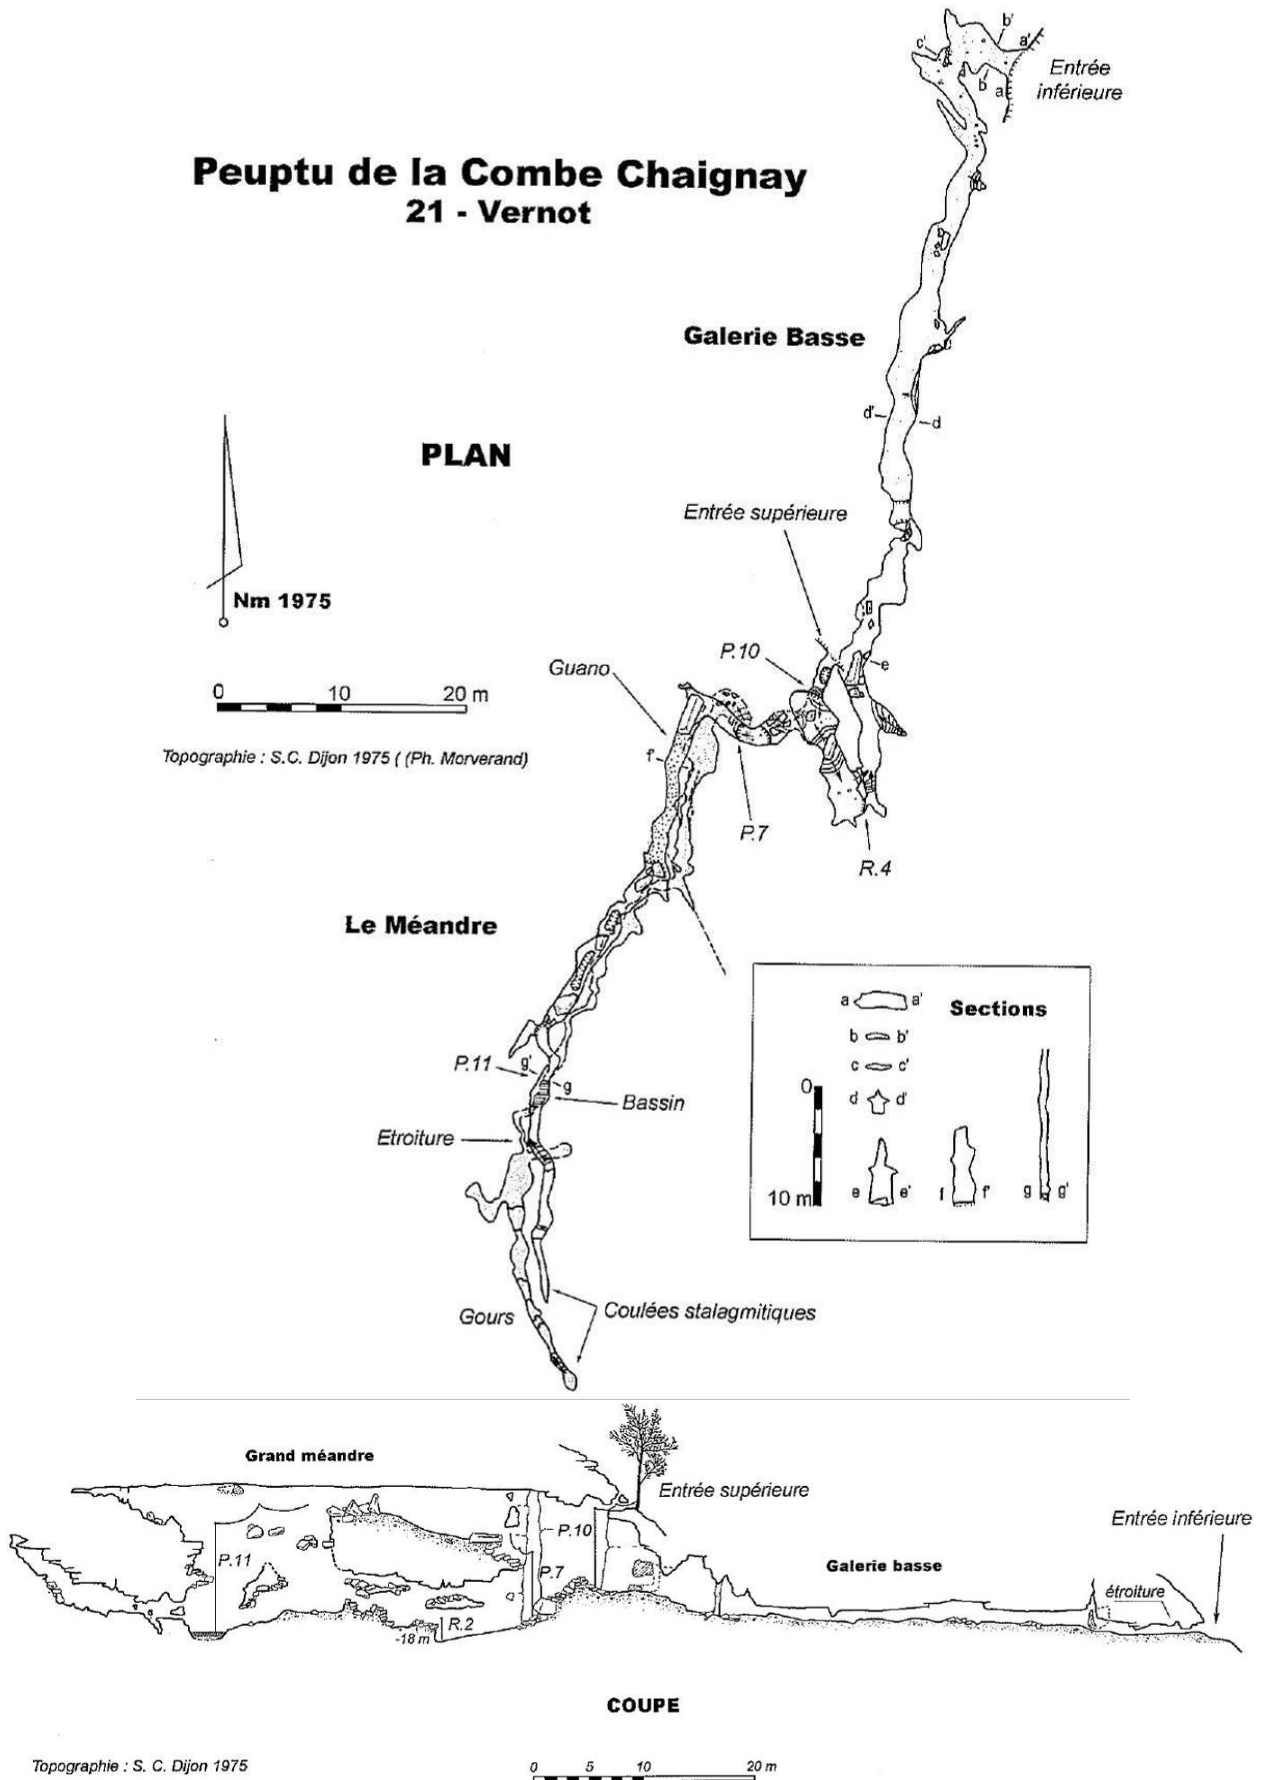 b'
c'
a'
Entrée
inférieure
b
a
Peuptu de la Combe Chaignay
21 - Vernot
Galerie Basse
d'
d
PLAN
Entrée supérieure
Nm 1975
P.10
e
Guano
0 10 20 m
f'
Topographie : S.C. Dijon 1975 ( (Ph. Morverand)
P.7
R.4
Le Méandre
Sections
a a'
b b'
c c'
0
d d'
10 m
e e'
f f'
g g'
P.11
g'
g
Bassin
Etroiture
Gours
Coulées stalagmitiques
Grand méandre
Entrée supérieure
Entrée inférieure
P.10
P.11
P.7
Galerie basse
étroiture
R.2
-18 m
COUPE
Topographie : S. C. Dijon 1975
0 5 10 20 m